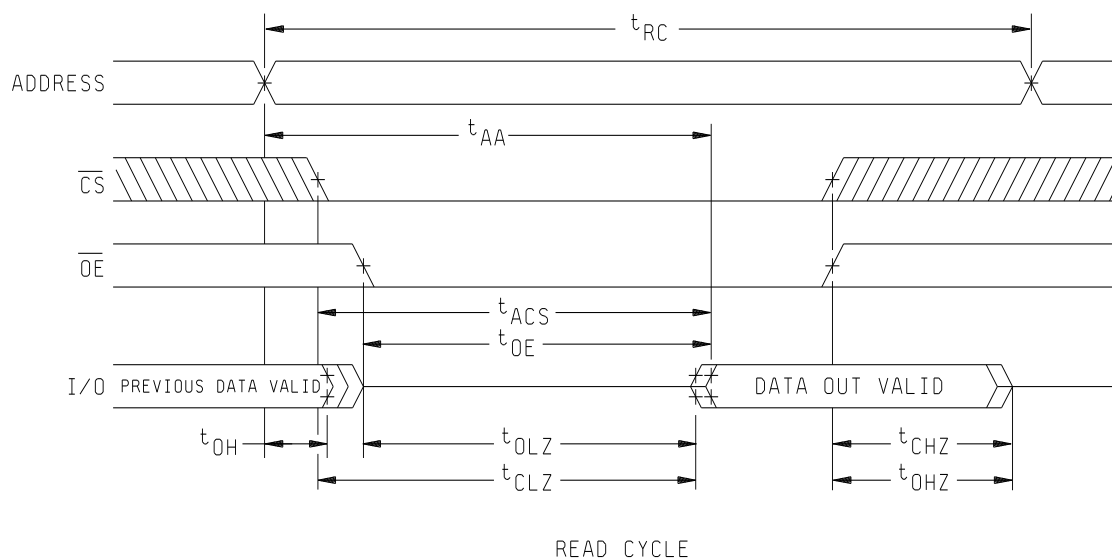 tRC
ADDRESS
tAA
CS
OE
tACS
tOE
I/O PREVIOUS DATA VALID DATA OUT VALID
tOH tOLZ tCHZ
tCLZ tOHZ
READ CYCLE